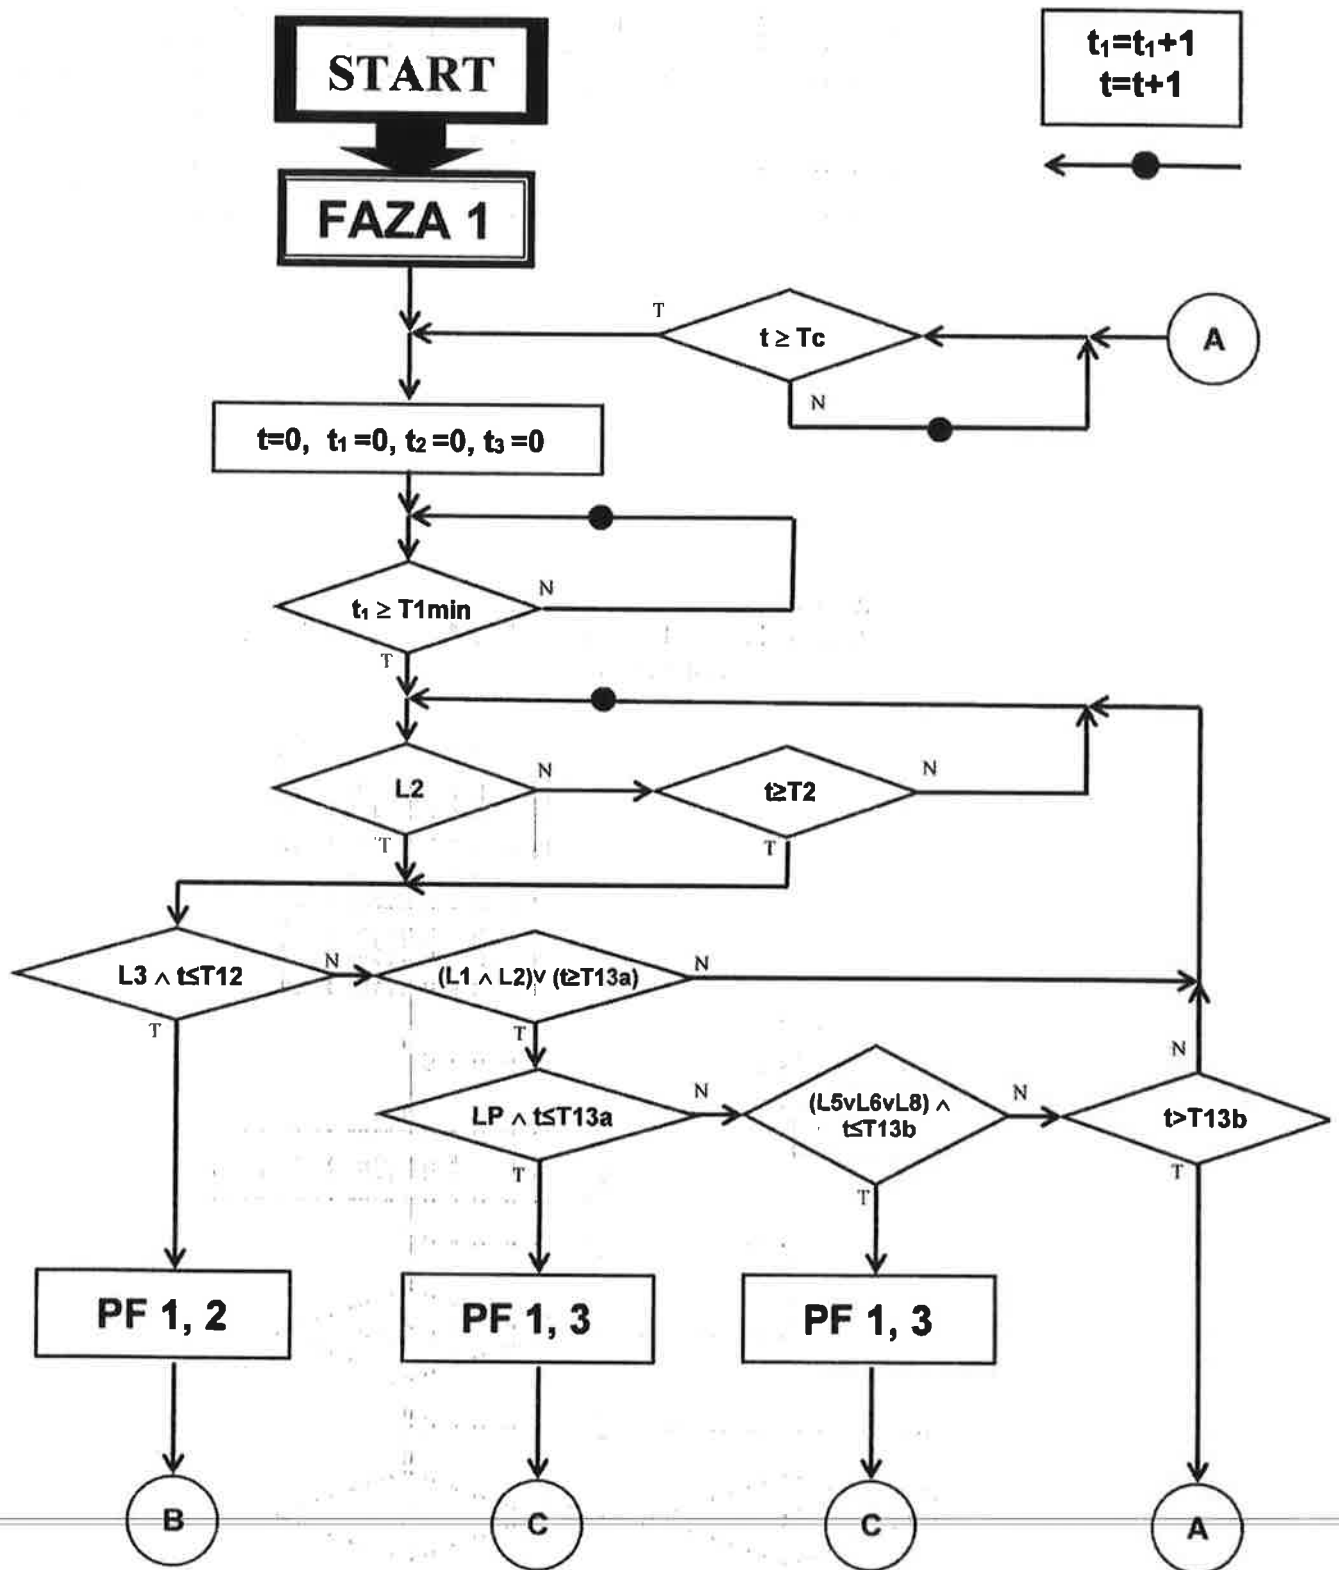 START
t₁=t₁+1
t=t+1
FAZA 1
T
t ≥ Tc
A
N
t=0, t₁ =0, t₂ =0, t₃ =0
N
t₁ ≥ T1min
T
L2
N
t≥T2
N
T
T
L3 ∧ t≤T12
N
(L1 ∧ L2)∨ (t≥T13a)
N
T
T
N
LP ∧ t≤T13a
N
(L5vL6vL8) ∧
t≤T13b
N
t>T13b
T
T
T
PF 1, 2
PF 1, 3
PF 1, 3
B
C
C
A